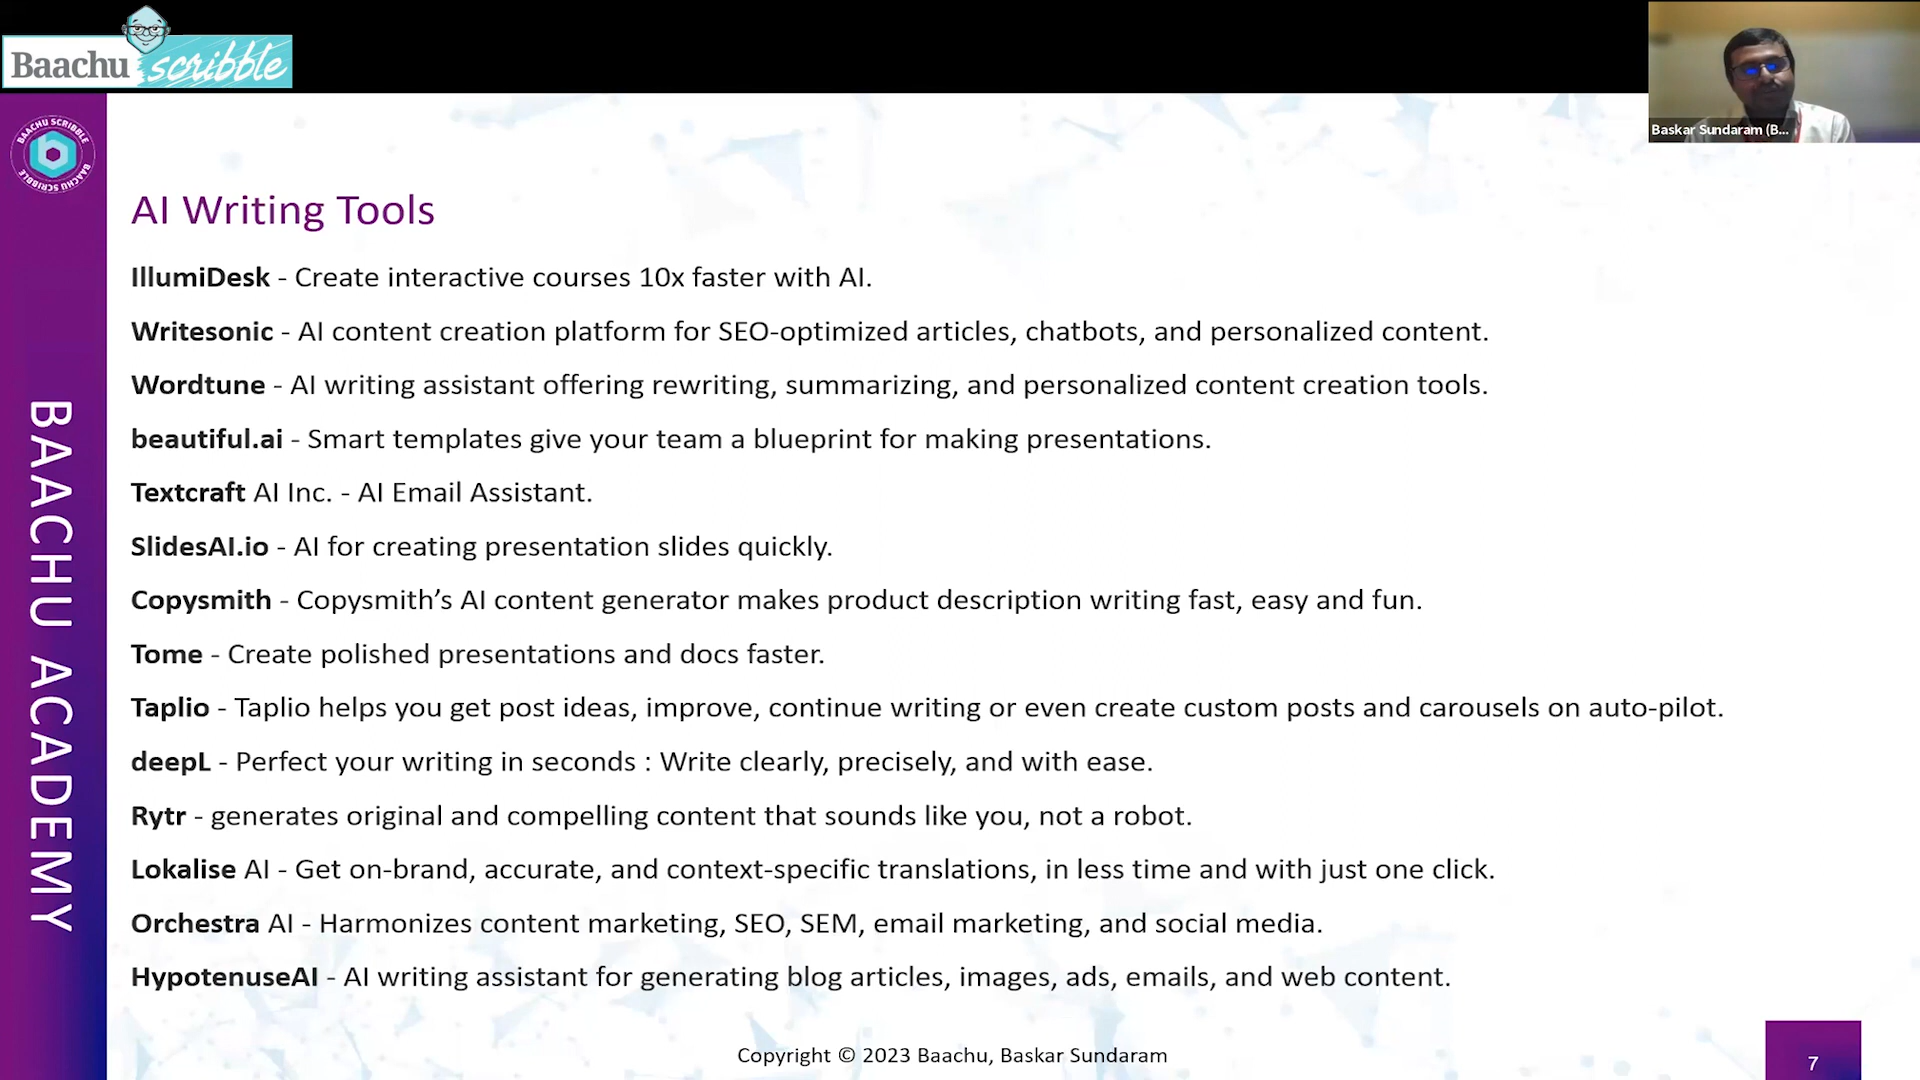 Baachu scribble
Baskar Sundaram (B...
BAACHU SCRIBBLE
BAACHU SCRIBBLE
BAACHU ACADEMY
AI Writing Tools
IllumiDesk - Create interactive courses 10x faster with AI.
Writesonic - AI content creation platform for SEO-optimized articles, chatbots, and personalized content.
Wordtune - AI writing assistant offering rewriting, summarizing, and personalized content creation tools.
beautiful.ai - Smart templates give your team a blueprint for making presentations.
Textcraft AI Inc. - AI Email Assistant.
SlidesAI.io - AI for creating presentation slides quickly.
Copysmith - Copysmith’s AI content generator makes product description writing fast, easy and fun.
Tome - Create polished presentations and docs faster.
Taplio - Taplio helps you get post ideas, improve, continue writing or even create custom posts and carousels on auto-pilot.
deepL - Perfect your writing in seconds : Write clearly, precisely, and with ease.
Rytr - generates original and compelling content that sounds like you, not a robot.
Lokalise AI - Get on-brand, accurate, and context-specific translations, in less time and with just one click.
Orchestra AI - Harmonizes content marketing, SEO, SEM, email marketing, and social media.
HypotenuseAI - AI writing assistant for generating blog articles, images, ads, emails, and web content.
Copyright © 2023 Baachu, Baskar Sundaram
7